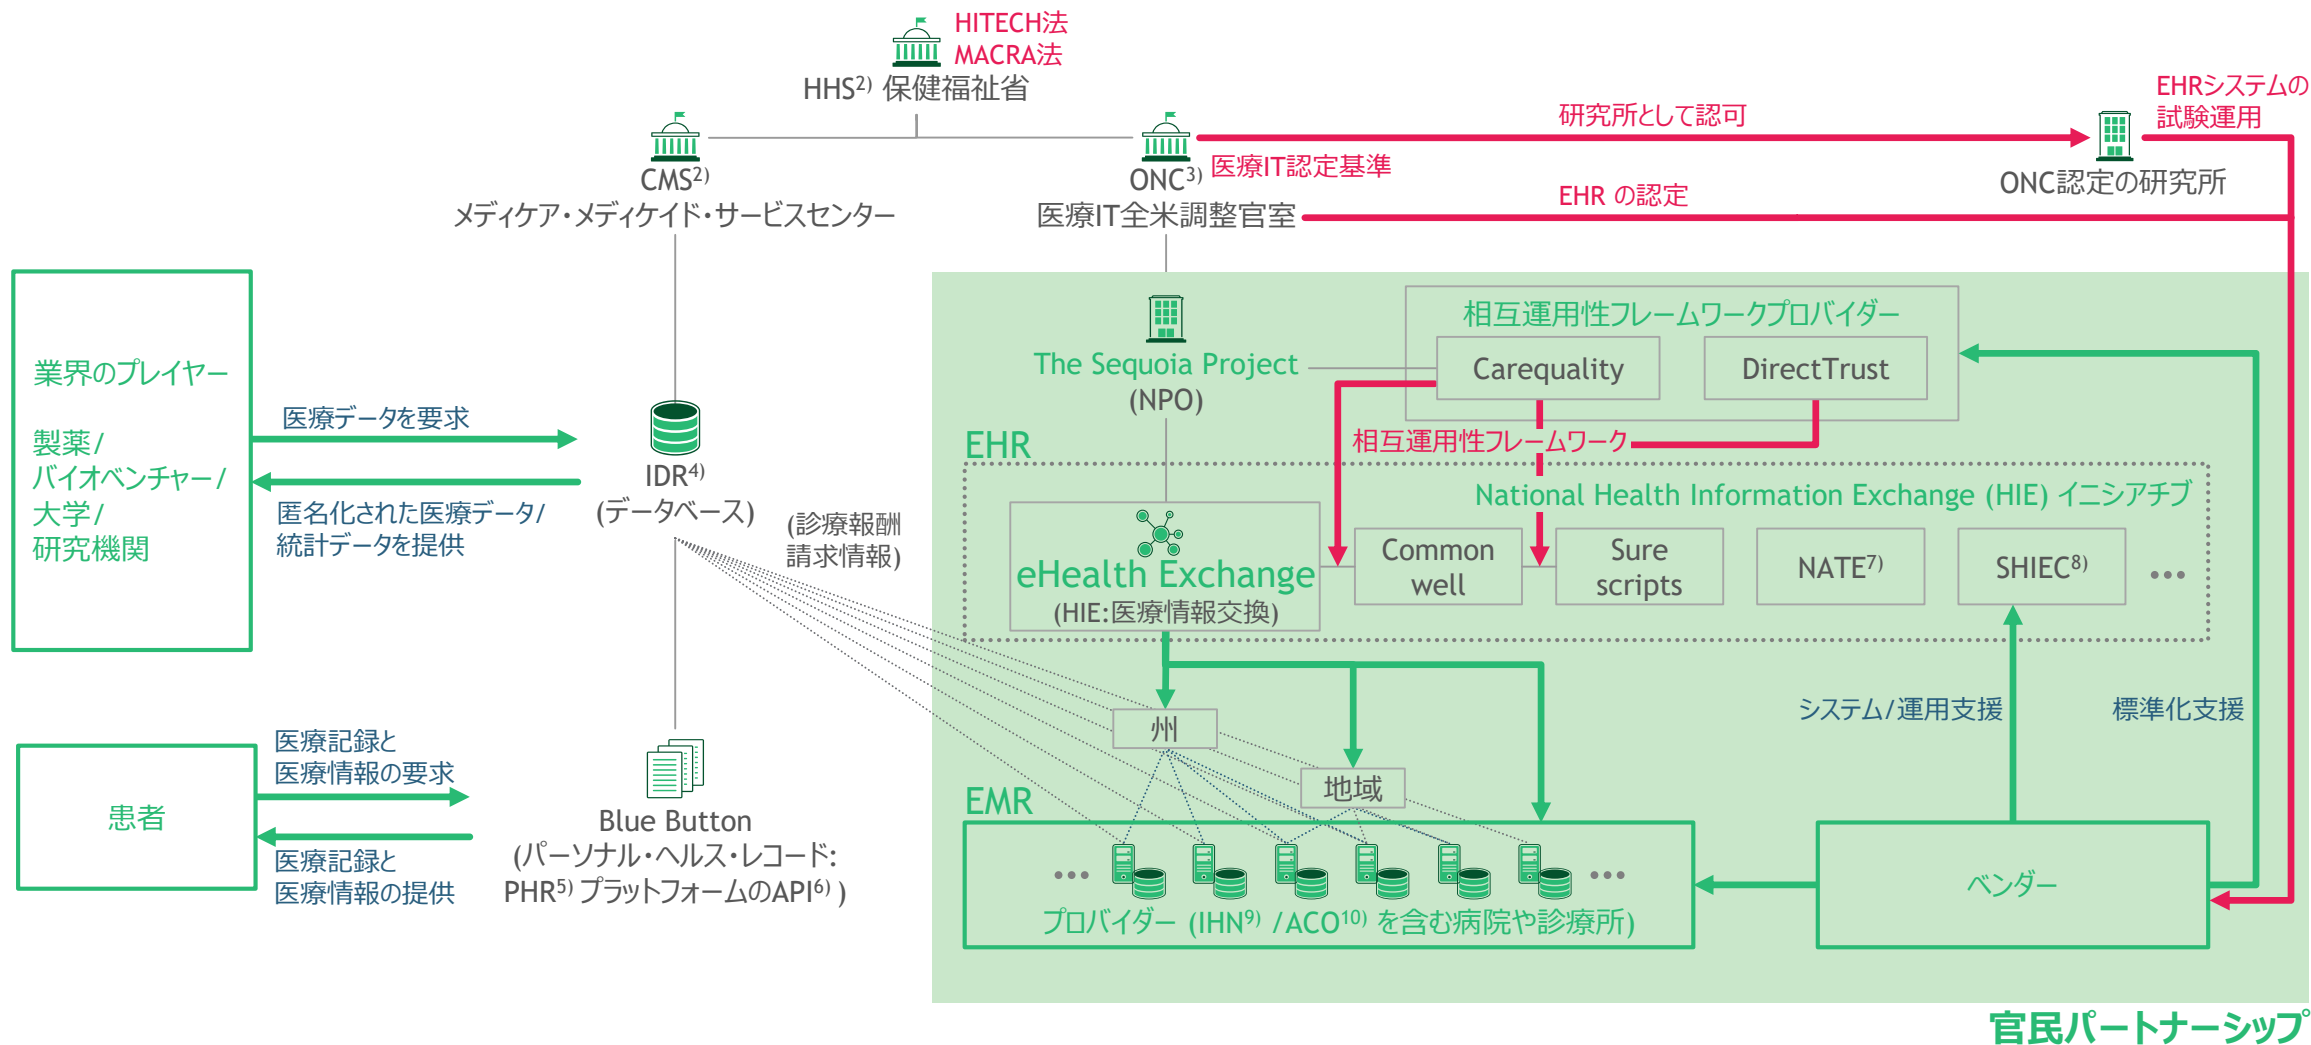 HITECH法
MACRA法
HHS2) 保健福祉省
CMS2)
メディケア・メディケイド・サービスセンター
ONC3)
医療IT全米調整官室
研究所として認可
医療IT認定基準
EHR の認定
EHRシステムの
試験運用
ONC認定の研究所
業界のプレイヤー
製薬/
バイオベンチャー/
大学/
研究機関
医療データを要求
匿名化された医療データ/
統計データを提供
IDR4)
(データベース)
(診療報酬
請求情報)
患者
医療記録と
医療情報の要求
医療記録と
医療情報の提供
Blue Button
(パーソナル・ヘルス・レコード:
PHR5) プラットフォームのAPI6) )
The Sequoia Project
(NPO)
相互運用性フレームワークプロバイダー
Carequality
DirectTrust
相互運用性フレームワーク
EHR
National Health Information Exchange (HIE) イニシアチブ
eHealth Exchange
(HIE:医療情報交換)
Common
well
Sure
scripts
NATE7)
SHIEC8)
•••
州
地域
システム/運用支援
標準化支援
EMR
•••
•••
プロバイダー (IHN9) /ACO10) を含む病院や診療所)
ベンダー
官民パートナーシップ